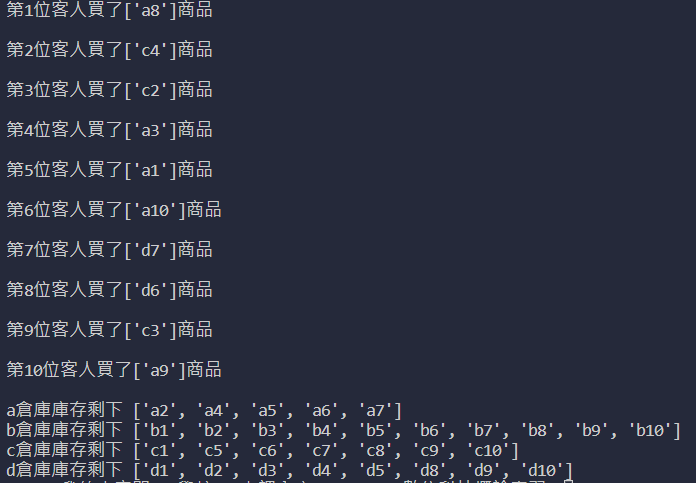 第1位客人買了['a8']商品
第2位客人買了['c4']商品
第3位客人買了['c2']商品
第4位客人買了['a3']商品
第5位客人買了['a1']商品
第6位客人買了['a10']商品
第7位客人買了['d7']商品
第8位客人買了['d6']商品
第9位客人買了['c3']商品
第10位客人買了['a9']商品
a倉庫庫存剩下 ['a2', 'a4', 'a5', 'a6', 'a7']
b倉庫庫存剩下 ['b1', 'b2', 'b3', 'b4', 'b5', 'b6', 'b7', 'b8', 'b9', 'b10']
c倉庫庫存剩下 ['c1', 'c5', 'c6', 'c7', 'c8', 'c9', 'c10']
d倉庫庫存剩下 ['d1', 'd2', 'd3', 'd4', 'd5', 'd8', 'd9', 'd10']